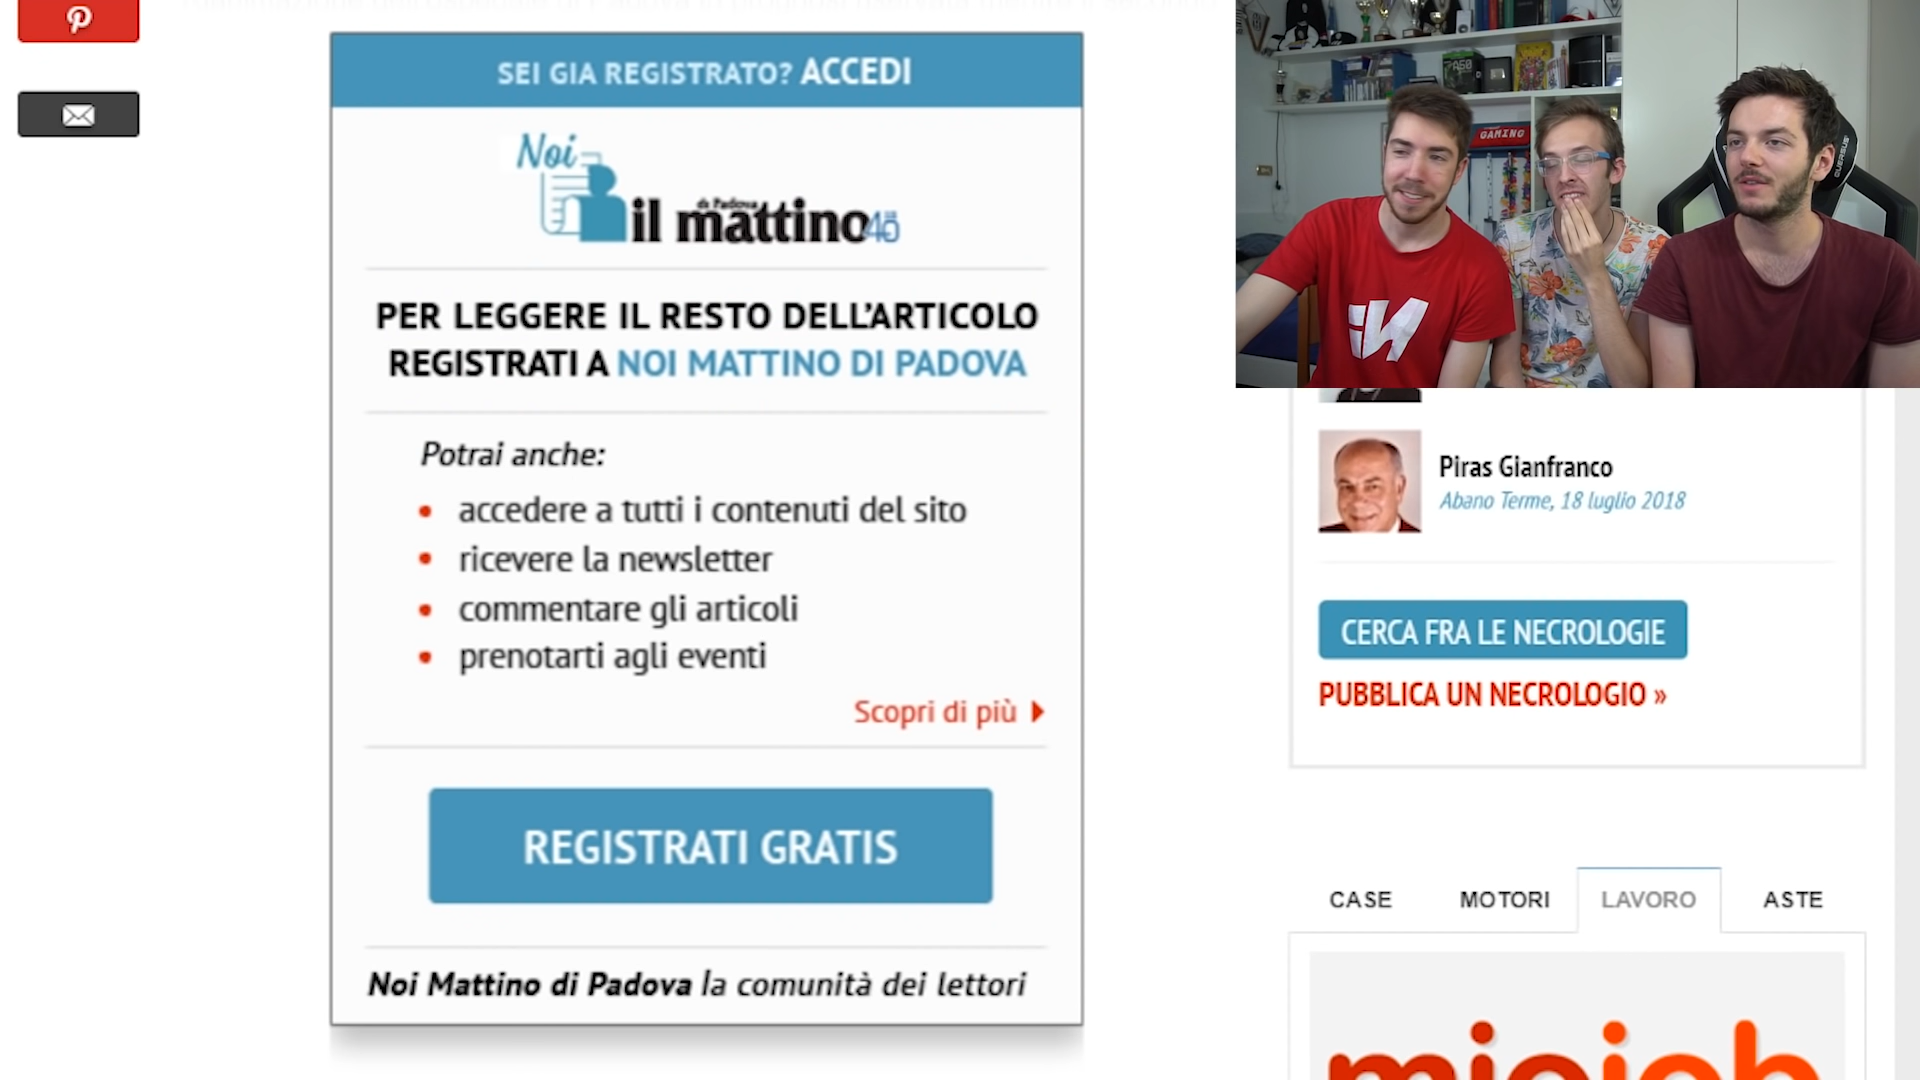 SEI GIA REGISTRATO? ACCEDI
Noi
il mattino
di Padova
40
PER LEGGERE IL RESTO DELL'ARTICOLO
REGISTRATI A NOI MATTINO DI PADOVA
Potrai anche:
accedere a tutti i contenuti del sito
ricevere la newsletter
commentare gli articoli
prenotarti agli eventi
Scopri di più
REGISTRATI GRATIS
Noi Mattino di Padova la comunità dei lettori
GAMING
Piras Gianfranco
Abano Terme, 18 luglio 2018
CERCA FRA LE NECROLOGIE
PUBBLICA UN NECROLOGIO »
CASE MOTORI LAVORO ASTE
miojob